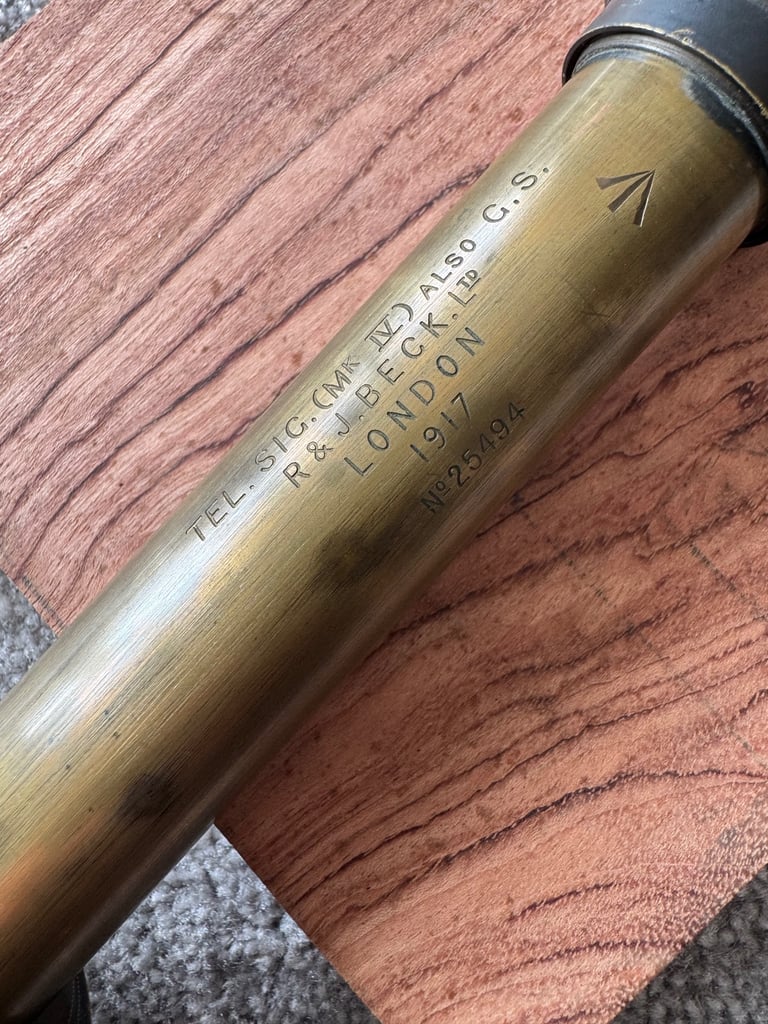 TEL. SIG. (MK IV.) ALSO G.S.
R & J. BECK. LTD
LONDON
1917
Nº 25494